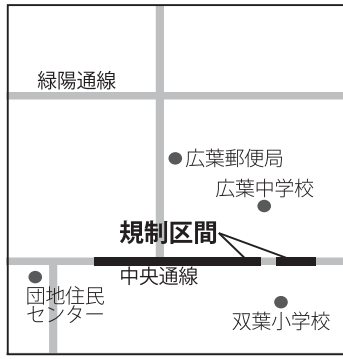 緑陽通線
広葉郵便局
広葉中学校
規制区間
中央通線
団地住民
センター
双葉小学校